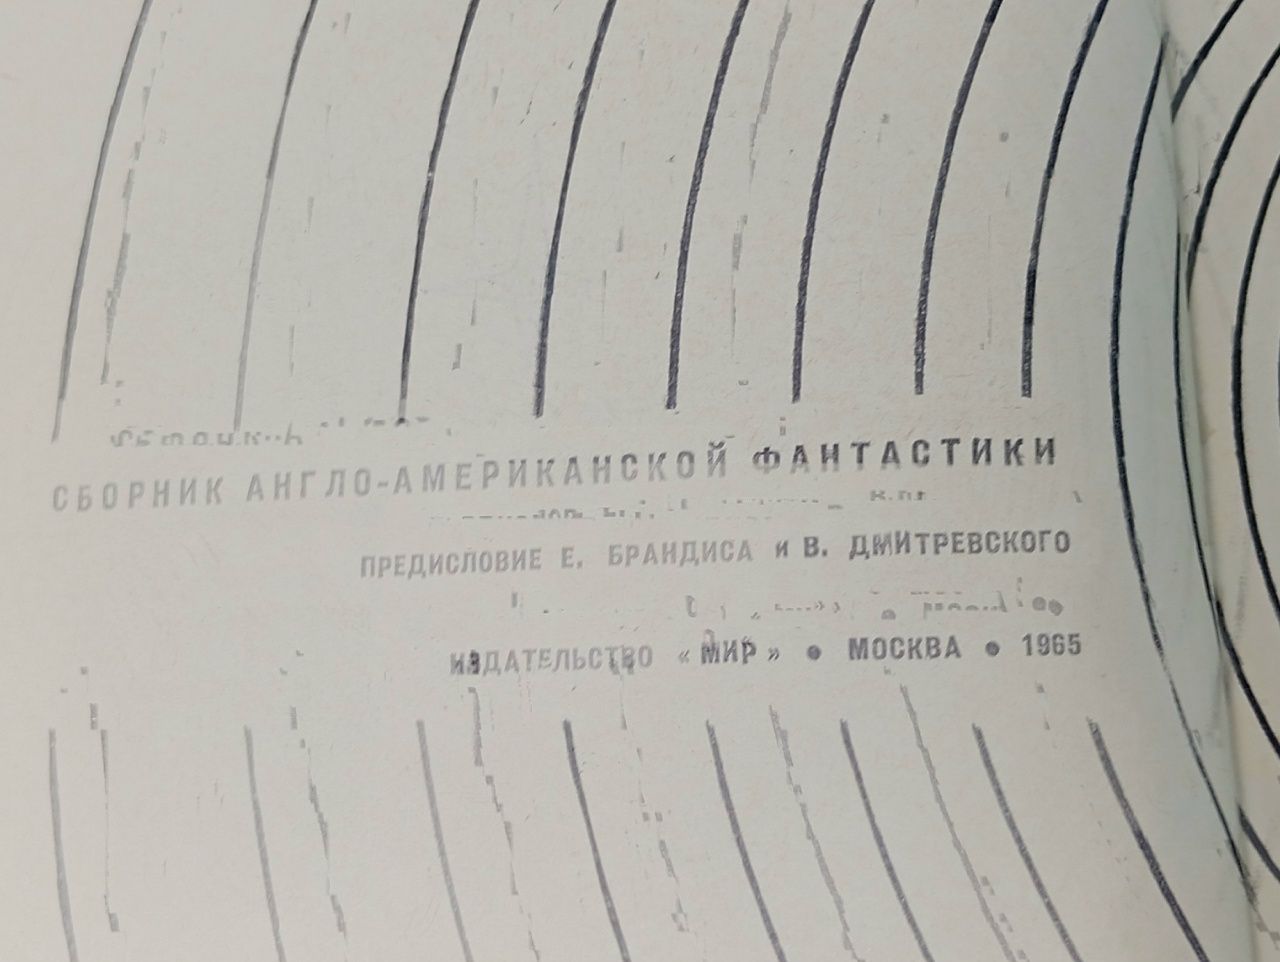 СБОРНИК АНГЛО-АМЕРИКАНСКОЙ ФАНТАСТИКИ
ПРЕДИСЛОВИЕ Е. БРАНДИСА и В. ДМИТРЕВСКОГО
ИЗДАТЕЛЬСТВО «МИР» ● МОСКВА ● 1965